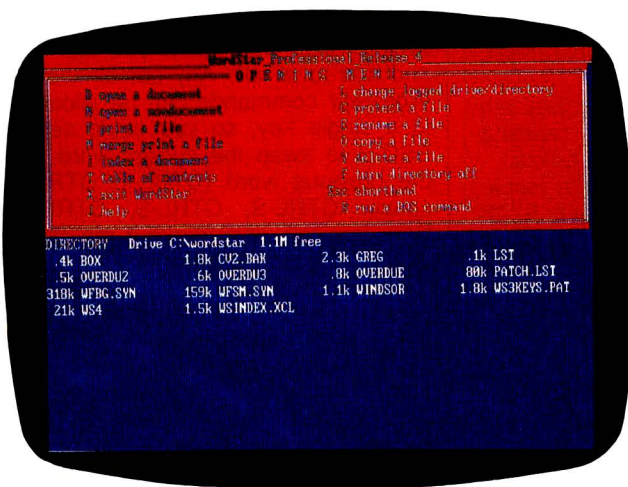 WordStar Professional Release 4
OPENING MENU
D open a document L change logged drive/directory
N open a nondocument C protect a file
P print a file E rename a file
M merge print a file O copy a file
I index a document Y delete a file
T table of contents F turn directory off
X exit WordStar Esc shorthand
J help R run a DOS command
DIRECTORY Drive C:\wordstar 1.1M free
.4k BOX 1.8k CV2.BAK 2.3k GREG .1k LST
.5k OVERDU2 .6k OVERDU3 .8k OVERDUE 80k PATCH.LST
318k WFBG.SYN 159k WFSM.SYN 1.1k WINDSOR 1.8k WS3KEYS.PAT
21k WS4 1.5k WSINDEX.XCL